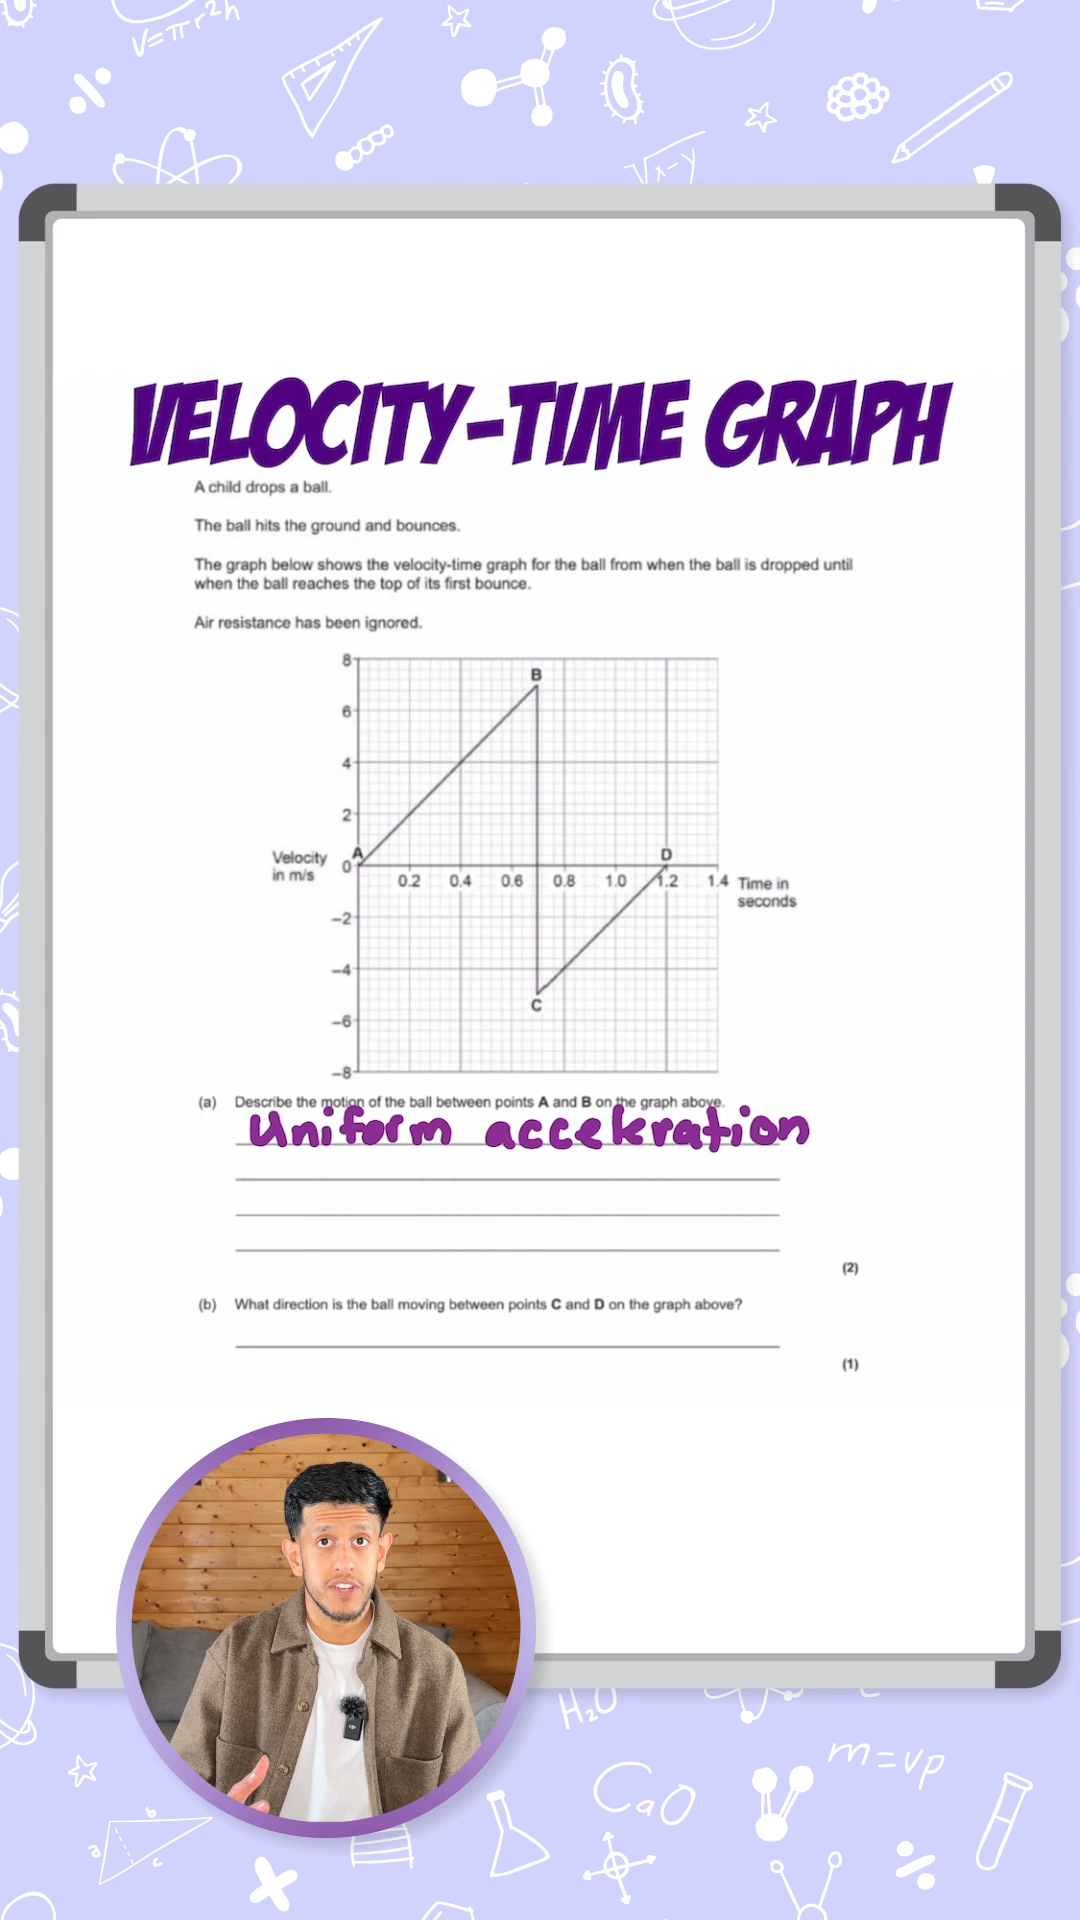 V=πr²h
√x-y
VELOCITY-TIME GRAPH
A child drops a ball.
The ball hits the ground and bounces.
The graph below shows the velocity-time graph for the ball from when the ball is dropped until
when the ball reaches the top of its first bounce.
Air resistance has been ignored.
8
B
6
4
2
A
D
Velocity
in m/s
0
0.2 0.4 0.6 0.8 1.0 1.2 1.4
Time in
seconds
-2
-4
C
-6
-8
(a) Describe the motion of the ball between points A and B on the graph above.
Uniform acceleration
(2)
(b) What direction is the ball moving between points C and D on the graph above?
(1)
H₂O
m=vp
CaO
b
a
c